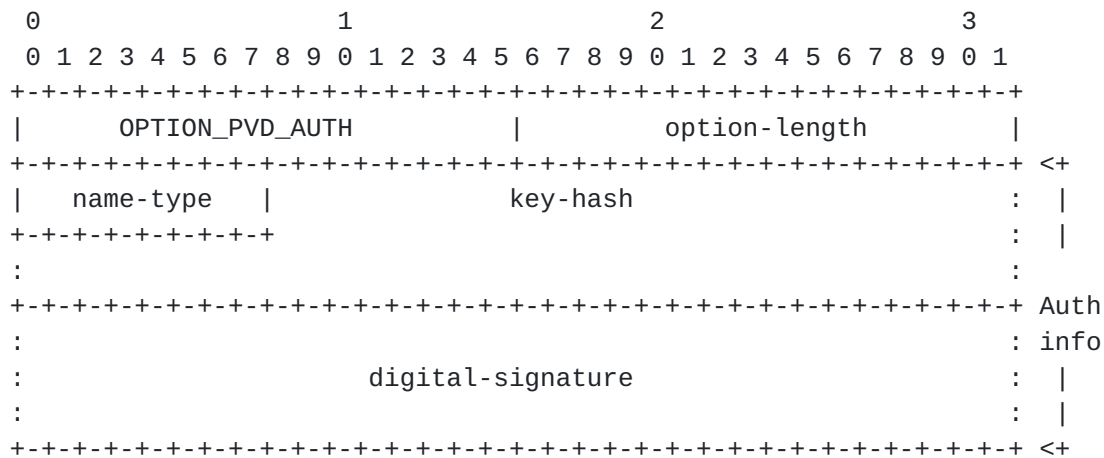 0                   1                   2                   3
 0 1 2 3 4 5 6 7 8 9 0 1 2 3 4 5 6 7 8 9 0 1 2 3 4 5 6 7 8 9 0 1
+-+-+-+-+-+-+-+-+-+-+-+-+-+-+-+-+-+-+-+-+-+-+-+-+-+-+-+-+-+-+-+-+
|      OPTION_PVD_AUTH          |         option-length         |
+-+-+-+-+-+-+-+-+-+-+-+-+-+-+-+-+-+-+-+-+-+-+-+-+-+-+-+-+-+-+-+-+ <+
|   name-type   |               key-hash                        :  |
+-+-+-+-+-+-+-+-+                                               :  |
:                                                               :
+-+-+-+-+-+-+-+-+-+-+-+-+-+-+-+-+-+-+-+-+-+-+-+-+-+-+-+-+-+-+-+-+ Auth
:                                                               : info
:                      digital-signature                        :  |
:                                                               :  |
+-+-+-+-+-+-+-+-+-+-+-+-+-+-+-+-+-+-+-+-+-+-+-+-+-+-+-+-+-+-+-+-+ <+